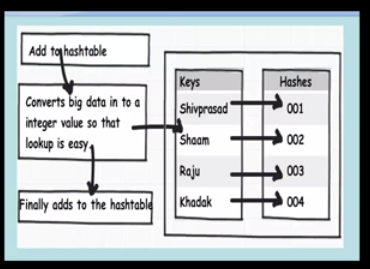 Add to hashtable
Converts big data in to a
integer value so that
lookup is easy.
Finally adds to the hashtable
Keys Hashes
Shivprasad 001
Shaam 002
Raju 003
Khadak 004